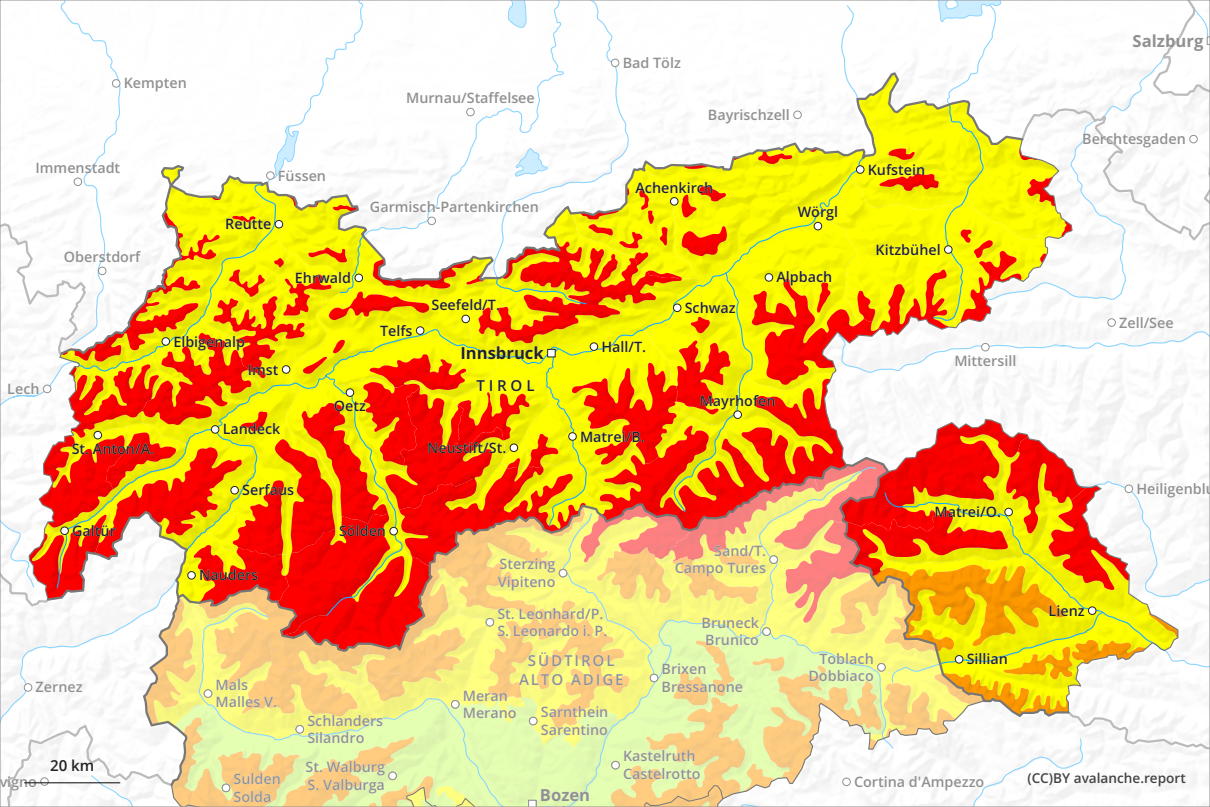 Salzburg
Bad Tölz
Kempten
Murnau/Staffelsee
Bayrischzell
Berchtesgaden
Immenstadt
Füssen
Kufstein
Achenkirch
Garmisch-Partenkirchen
Wörgl
Reutte
Kitzbühel
Oberstdorf
Ehrwald
Alpbach
Seefeld/T.
Schwaz
Telfs
Zell/See
Elbigenalp
Innsbruck
Hall/T.
Mittersill
Imst
TIROL
Lech
Oetz
Mayrhofen
Landeck
Matrei/B.
St. Anton/A.
Neustift/St.
Serfaus
Heiligenblu
Matrei/O.
Galtür
Sölden
Sand/T.
Campo Tures
Sterzing
Vipiteno
Nauders
St. Leonhard/P.
S. Leonardo i. P.
Lienz
Bruneck
Brunico
SÜDTIROL
ALTO ADIGE
Toblach
Dobbiaco
Sillian
Brixen
Bressanone
Zernez
Mals
Malles V.
Meran
Merano
Sarnthein
Sarentino
Schlanders
Silandro
Kastelruth
Castelrotto
20 km
St. Walburg
S. Valburga
vigno
Sulden
Solda
Cortina d'Ampezzo
(CC)BY avalanche.report
Bozen